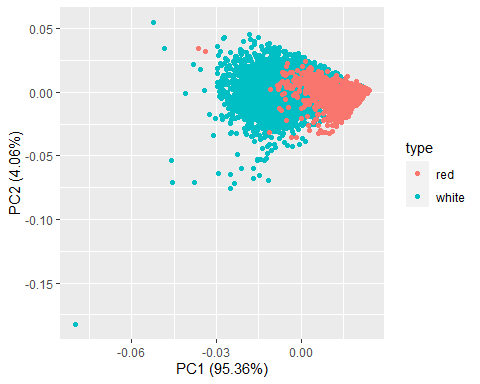 0.05
0.00
-0.05
-0.10
-0.15
PC2 (4.06%)
-0.06
-0.03
0.00
PC1 (95.36%)
type
red
white